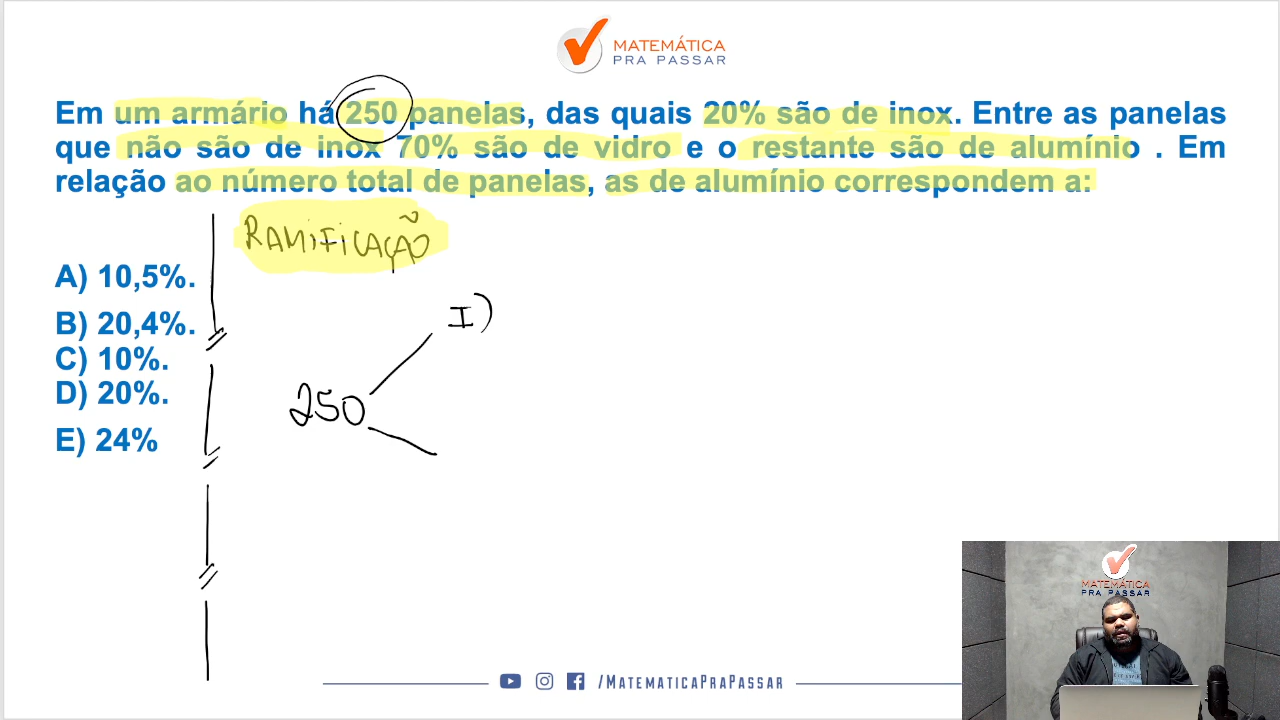 MATEMÁTICA
PRA PASSAR
Em um armário há 250 panelas, das quais 20% são de inox. Entre as panelas
que não são de inox 70% são de vidro e o restante são de alumínio . Em
relação ao número total de panelas, as de alumínio correspondem a:
RAMIFICAÇÃO
A) 10,5%.
B) 20,4%.
C) 10%.
D) 20%.
E) 24%
I)
250
MATEMÁTICA
PRA PASSAR
/MATEMATICAPRAPASSAR